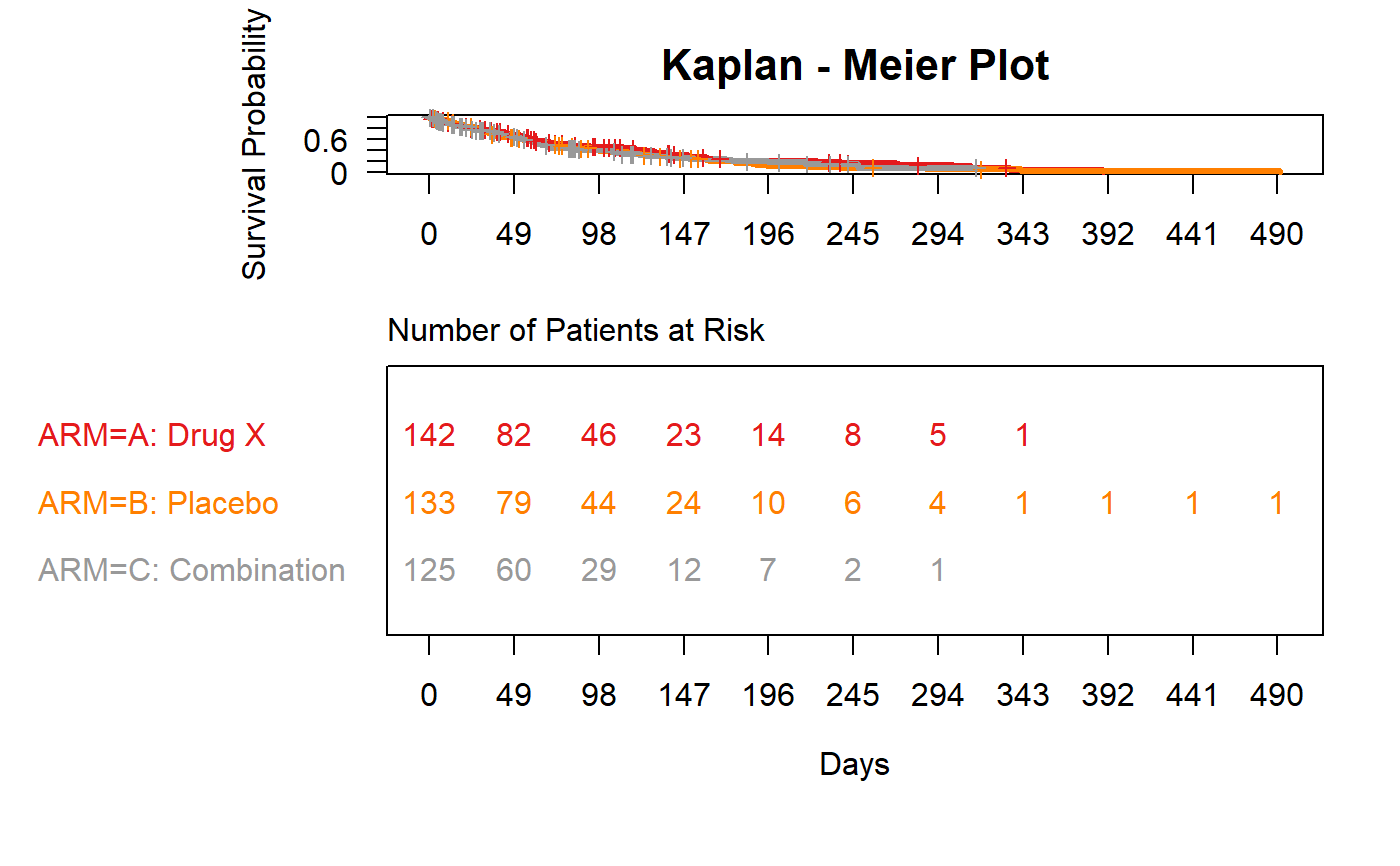 Kaplan - Meier Plot
Survival Probability
0.6
0
0 49 98 147 196 245 294 343 392 441 490
Number of Patients at Risk
ARM=A: Drug X 142 82 46 23 14 8 5 1
ARM=B: Placebo 133 79 44 24 10 6 4 1 1 1 1
ARM=C: Combination 125 60 29 12 7 2 1
0 49 98 147 196 245 294 343 392 441 490
Days